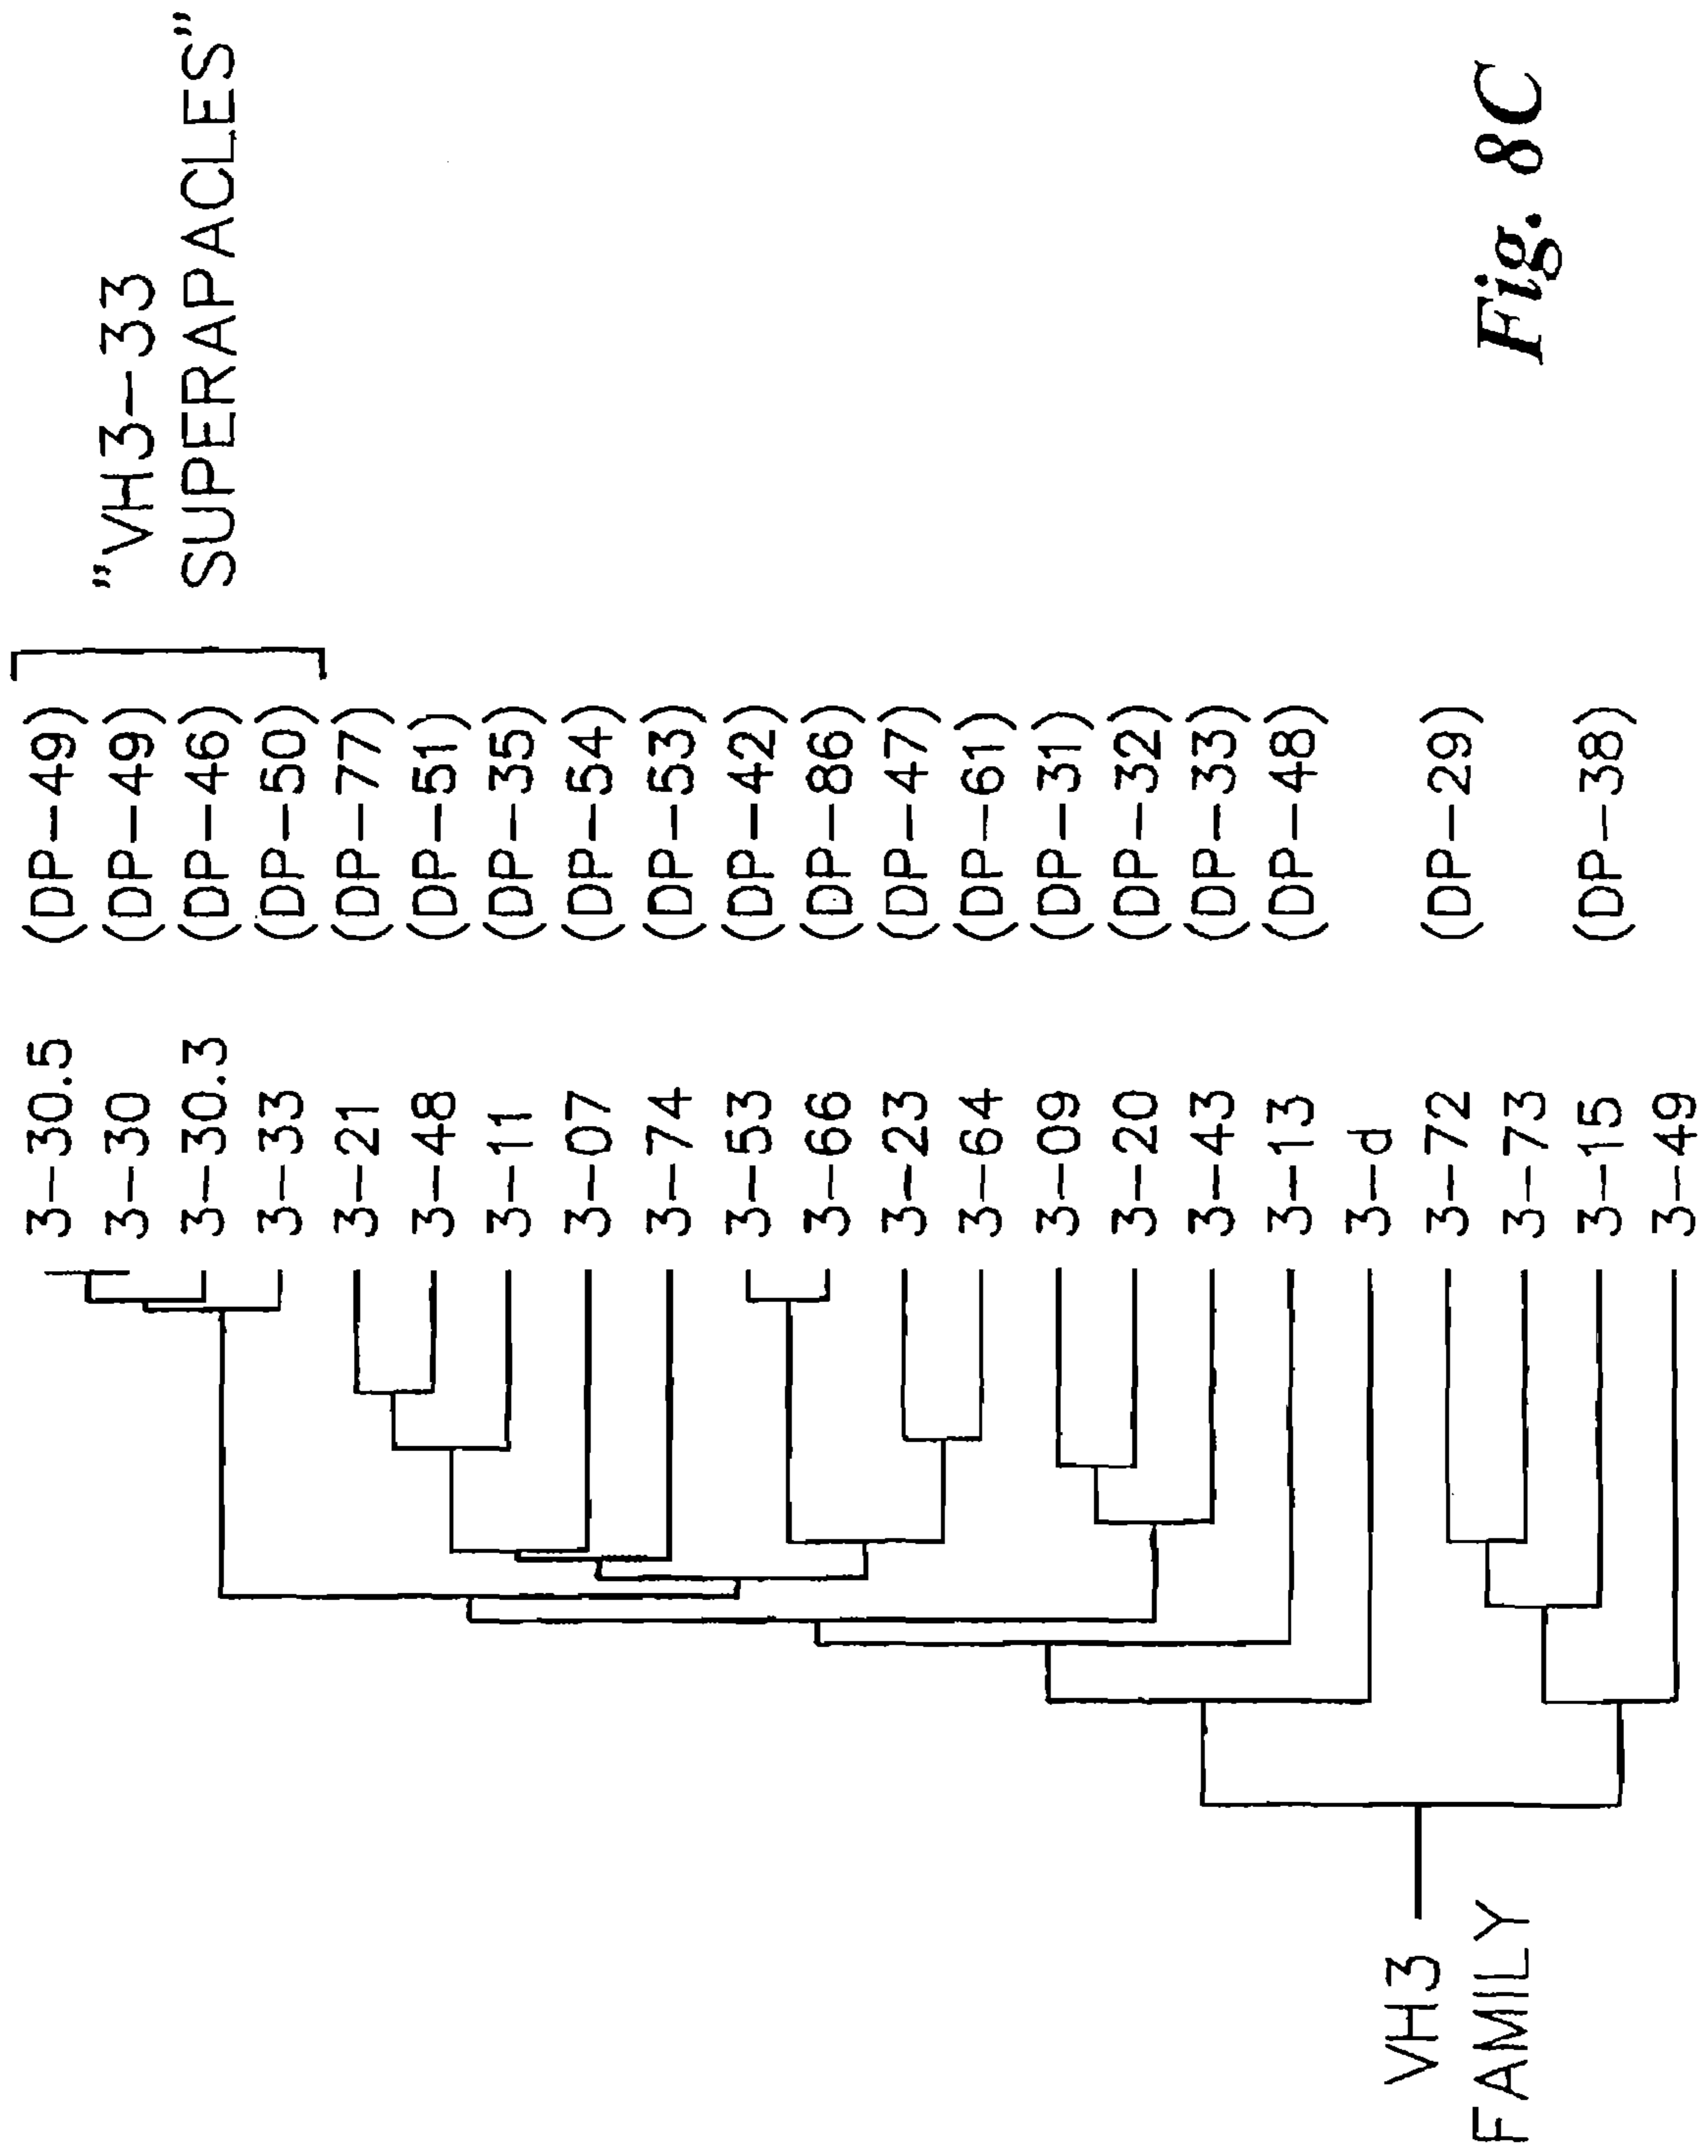 3-30.5 (DP-49)
3-30 (DP-49)
3-30.3 (DP-46)
3-33 (DP-50)
"VH3-33
SUPERAPACLES"
3-21 (DP-77)
3-48 (DP-51)
3-11 (DP-35)
3-07 (DP-54)
3-74 (DP-53)
3-53 (DP-42)
3-66 (DP-86)
3-23 (DP-47)
3-64 (DP-61)
3-09 (DP-31)
3-20 (DP-32)
3-43 (DP-33)
3-13 (DP-48)
3-d
3-72 (DP-29)
3-73
3-15 (DP-38)
3-49
VH3
FAMILY
Fig. 8C